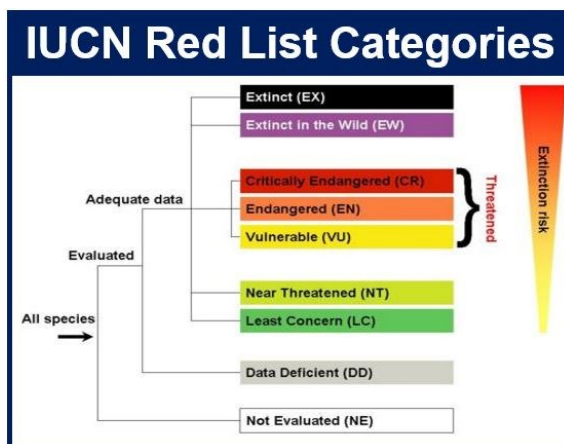 IUCN Red List Categories
Extinct (EX)
Extinct in the Wild (EW)
Critically Endangered (CR)
Adequate data
Endangered (EN)
Threatened
Extinction risk
Vulnerable (VU)
Evaluated
Near Threatened (NT)
All species
Least Concern (LC)
Data Deficient (DD)
Not Evaluated (NE)